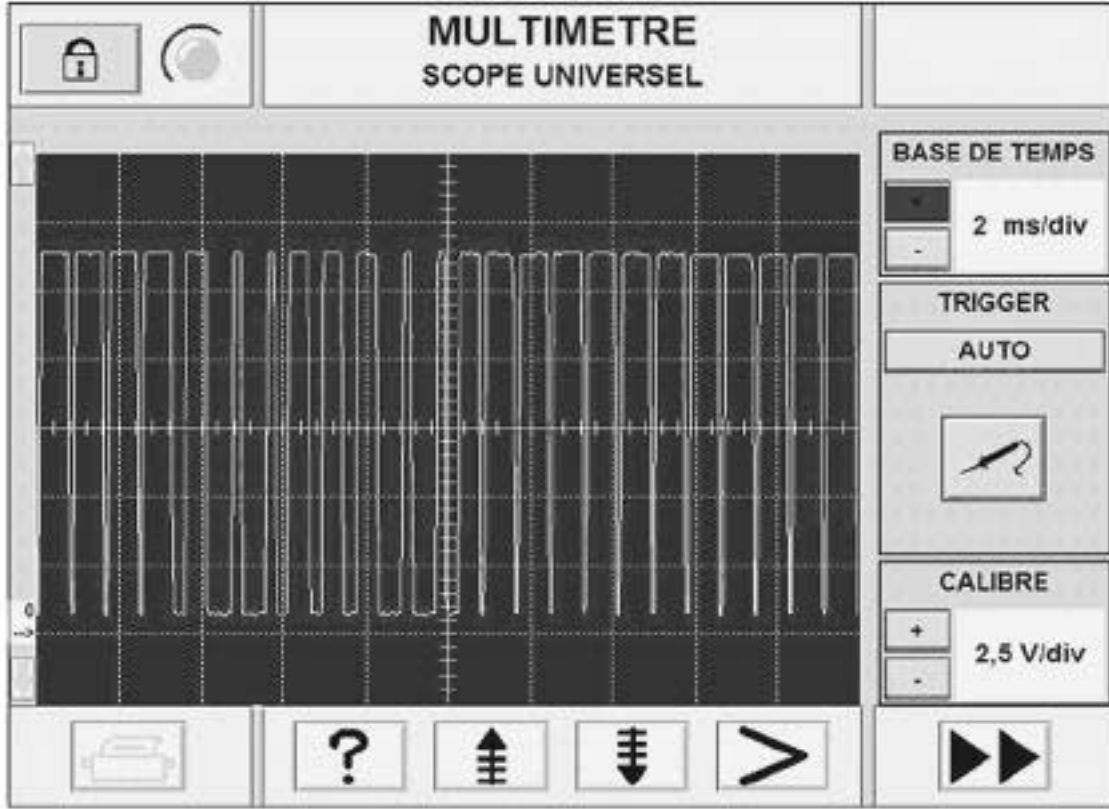 MULTIMETRE
SCOPE UNIVERSEL
BASE DE TEMPS
2 ms/div
-
TRIGGER
AUTO
CALIBRE
+
2,5 V/div
-
0
-->
?
>